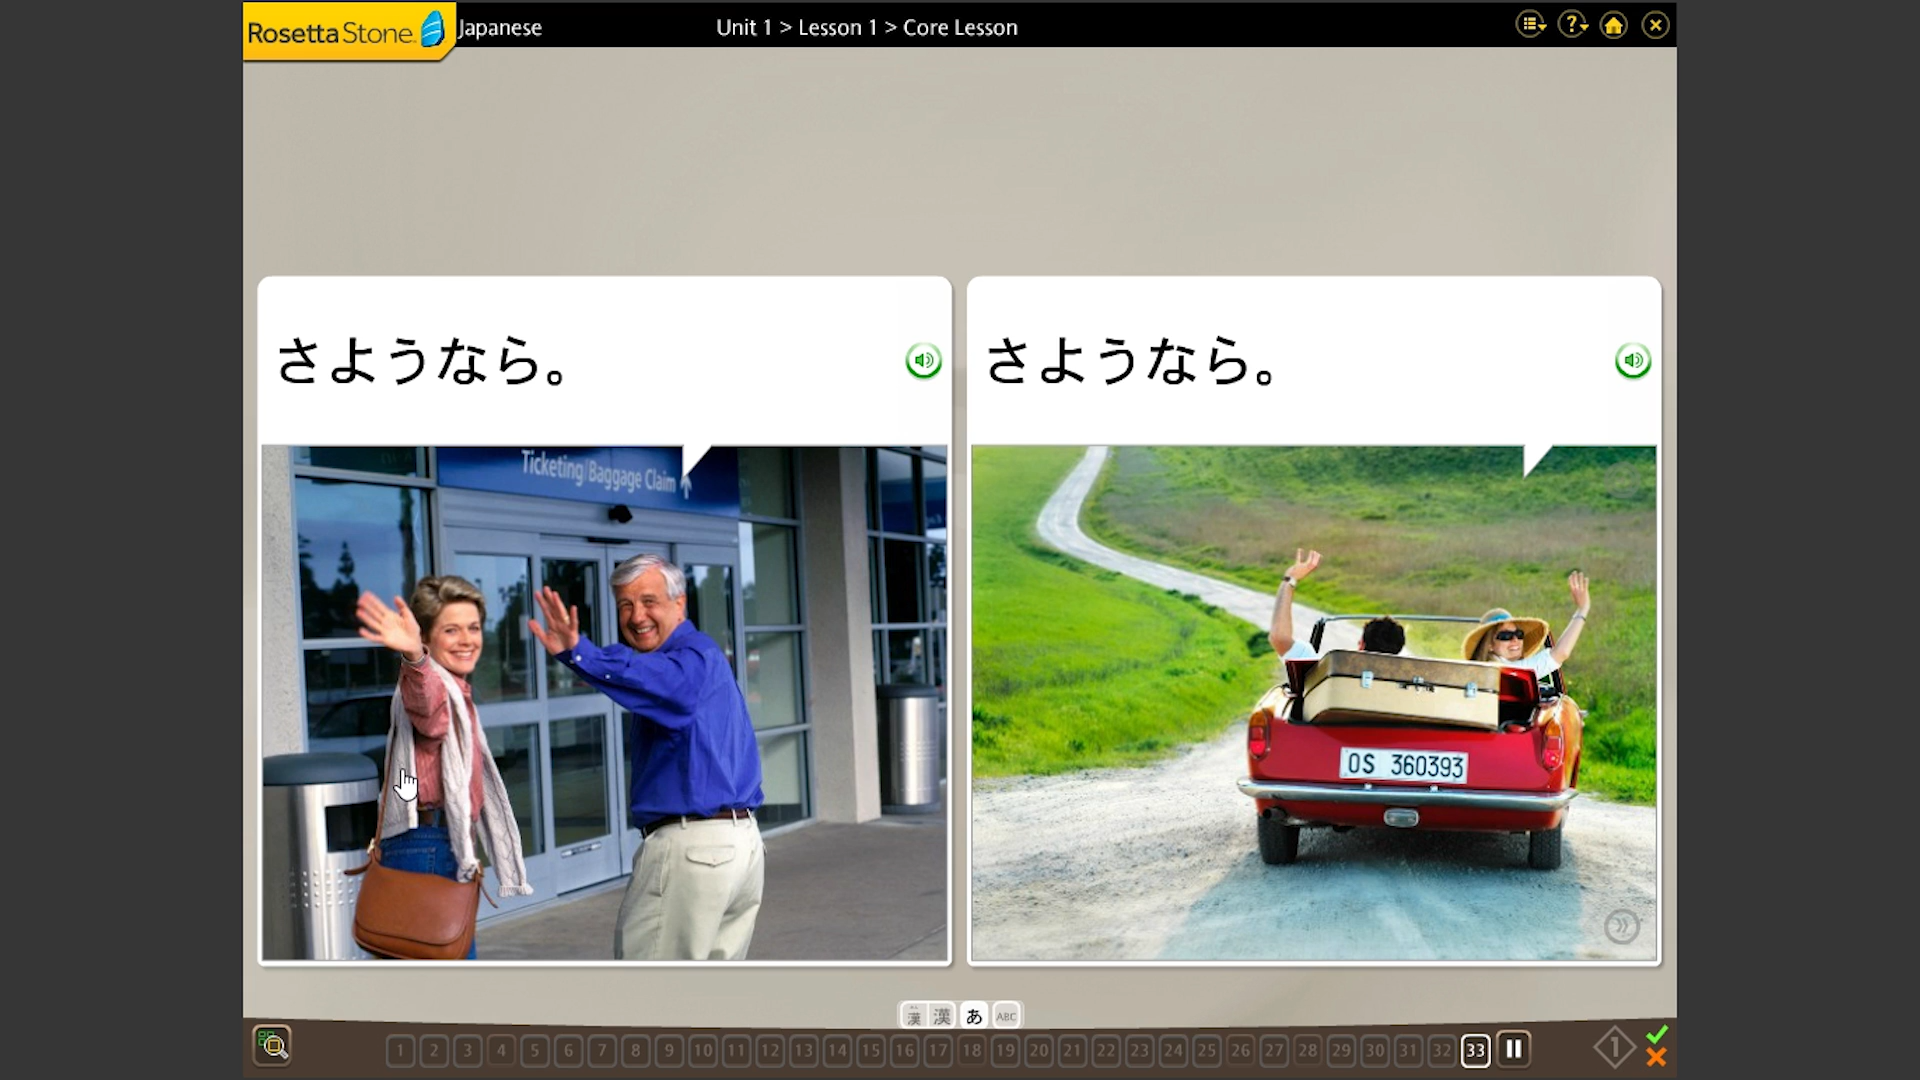 RosettaStone
Japanese
Unit 1 > Lesson 1 > Core Lesson
?
さようなら。
さようなら。
Ticketing/Baggage Claim
OS 360393
漢 漢 あ ABC
1 2 3 4 5 6 7 8 9 10 11 12 13 14 15 16 17 18 19 20 21 22 23 24 25 26 27 28 29 30 31 32 33
1